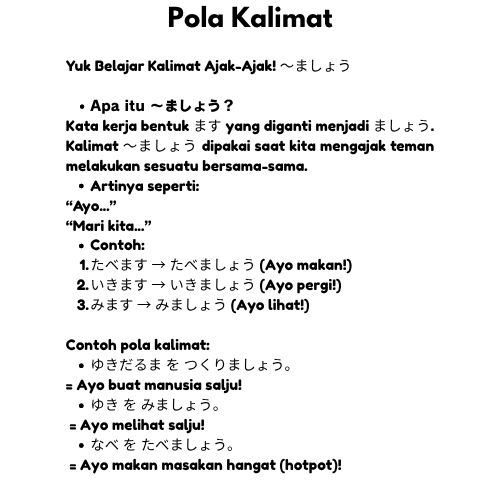 Pola Kalimat
Yuk Belajar Kalimat Ajak-Ajak! ～ましょう
• Apa itu ～ましょう？
Kata kerja bentuk ます yang diganti menjadi ましょう.
Kalimat ～ましょう dipakai saat kita mengajak teman
melakukan sesuatu bersama-sama.
• Artinya seperti:
“Ayo...”
“Mari kita...”
• Contoh:
1. たべます → たべましょう (Ayo makan!)
2. いきます → いきましょう (Ayo pergi!)
3. みます → みましょう (Ayo lihat!)
Contoh pola kalimat:
• ゆきだるま を つくりましょう。
= Ayo buat manusia salju!
• ゆき を みましょう。
= Ayo melihat salju!
• なべ を たべましょう。
= Ayo makan masakan hangat (hotpot)!